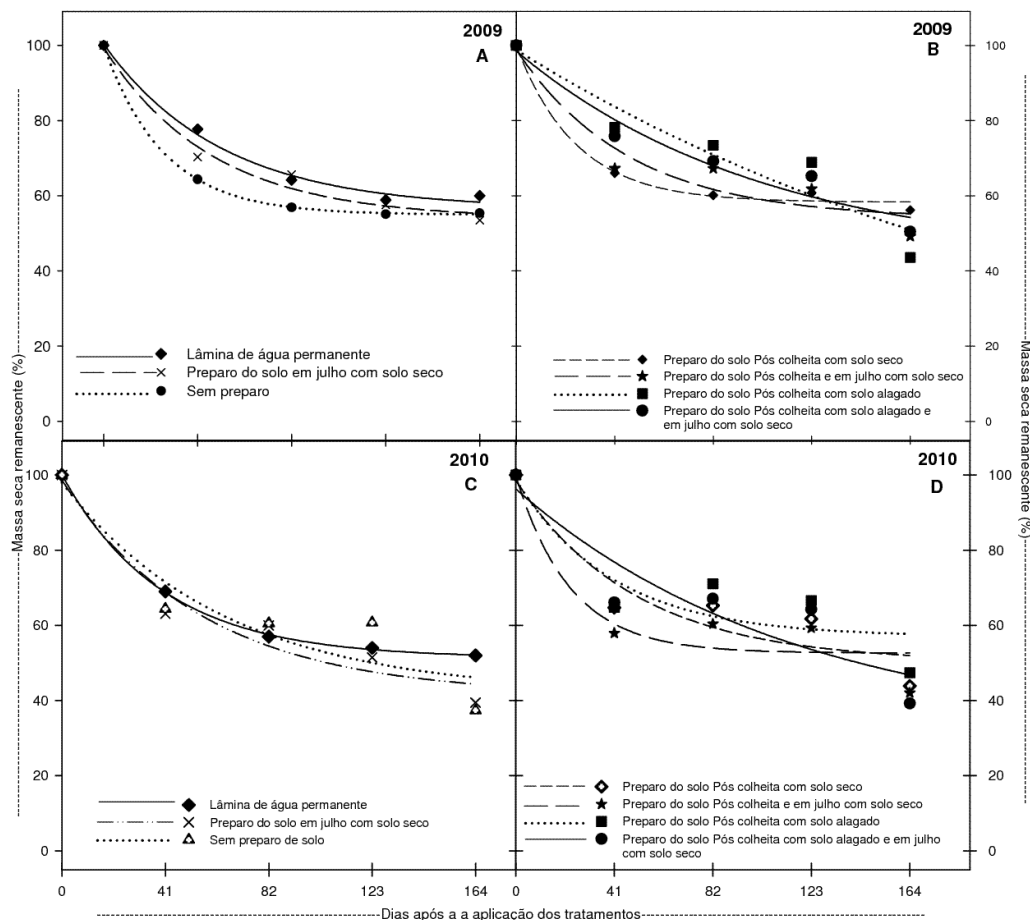 2009
A
100
80
60
40
20
0
Lâmina de água permanente
Preparo do solo em julho com solo seco
Sem preparo
2009
B
100
80
60
40
20
0
Preparo do solo Pós colheita com solo seco
Preparo do solo Pós colheita e em julho com solo seco
Preparo do solo Pós colheita com solo alagado
Preparo do solo Pós colheita com solo alagado e
em julho com solo seco
Massa seca remanescente (%)
Massa seca remanescente (%)
2010
C
100
80
60
40
20
0
Lâmina de água permanente
Preparo do solo em julho com solo seco
Sem preparo de solo
0 41 82 123 164
2010
D
100
80
60
40
20
0
Preparo do solo Pós colheita com solo seco
Preparo do solo Pós colheita e em julho com solo seco
Preparo do solo Pós colheita com solo alagado
Preparo do solo Pós colheita com solo alagado e em julho
com solo seco
0 41 82 123 164
Dias após a a aplicação dos tratamentos